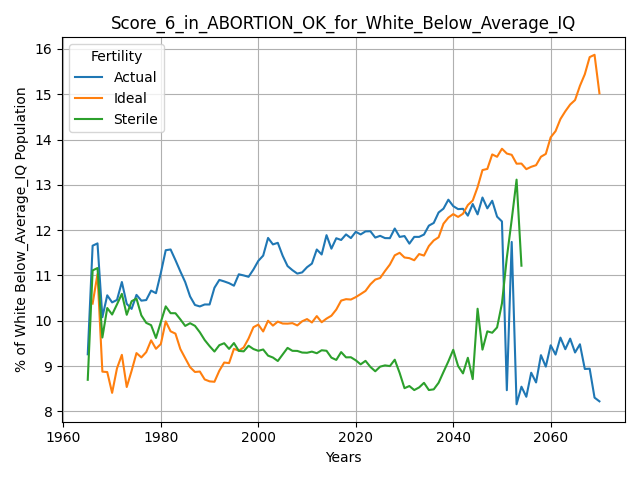 Score_6_in_ABORTION_OK_for_White_Below_Average_IQ
% of White Below_Average_IQ Population
16
15
14
13
12
11
10
9
8
Fertility
Actual
Ideal
Sterile
1960 1980 2000 2020 2040 2060
Years